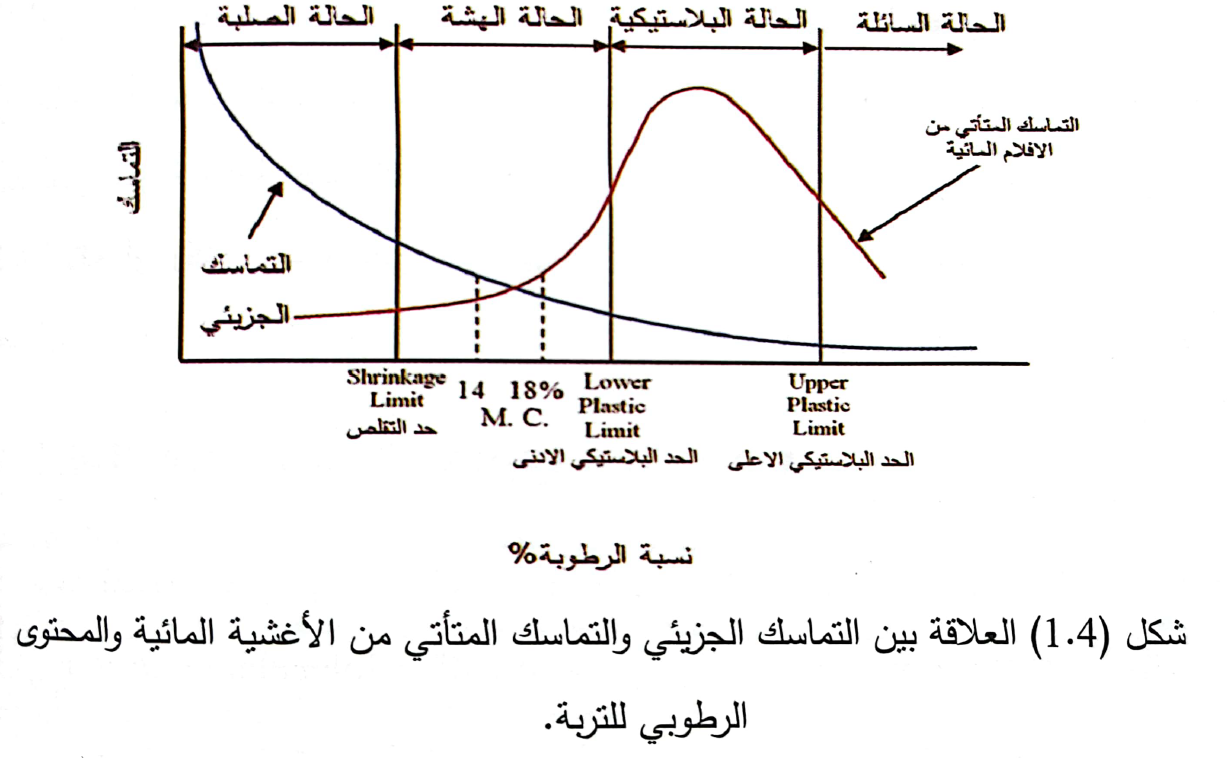 الحالة الصلبة
الحالة الهشة
الحالة البلاستيكية
الحالة السائلة
التماسك المتأتي من
الافلام المائية
التماسك
التماسك
الجزيئي
Shrinkage
Limit
حد التقلص
14 18%
M. C.
Lower
Plastic
Limit
الحد البلاستيكي الادنى
Upper
Plastic
Limit
الحد البلاستيكي الاعلى
نسبة الرطوبة%
شكل (1.4) العلاقة بين التماسك الجزيئي والتماسك المتأتي من الأغشية المائية والمحتوى
الرطوبي للتربة.